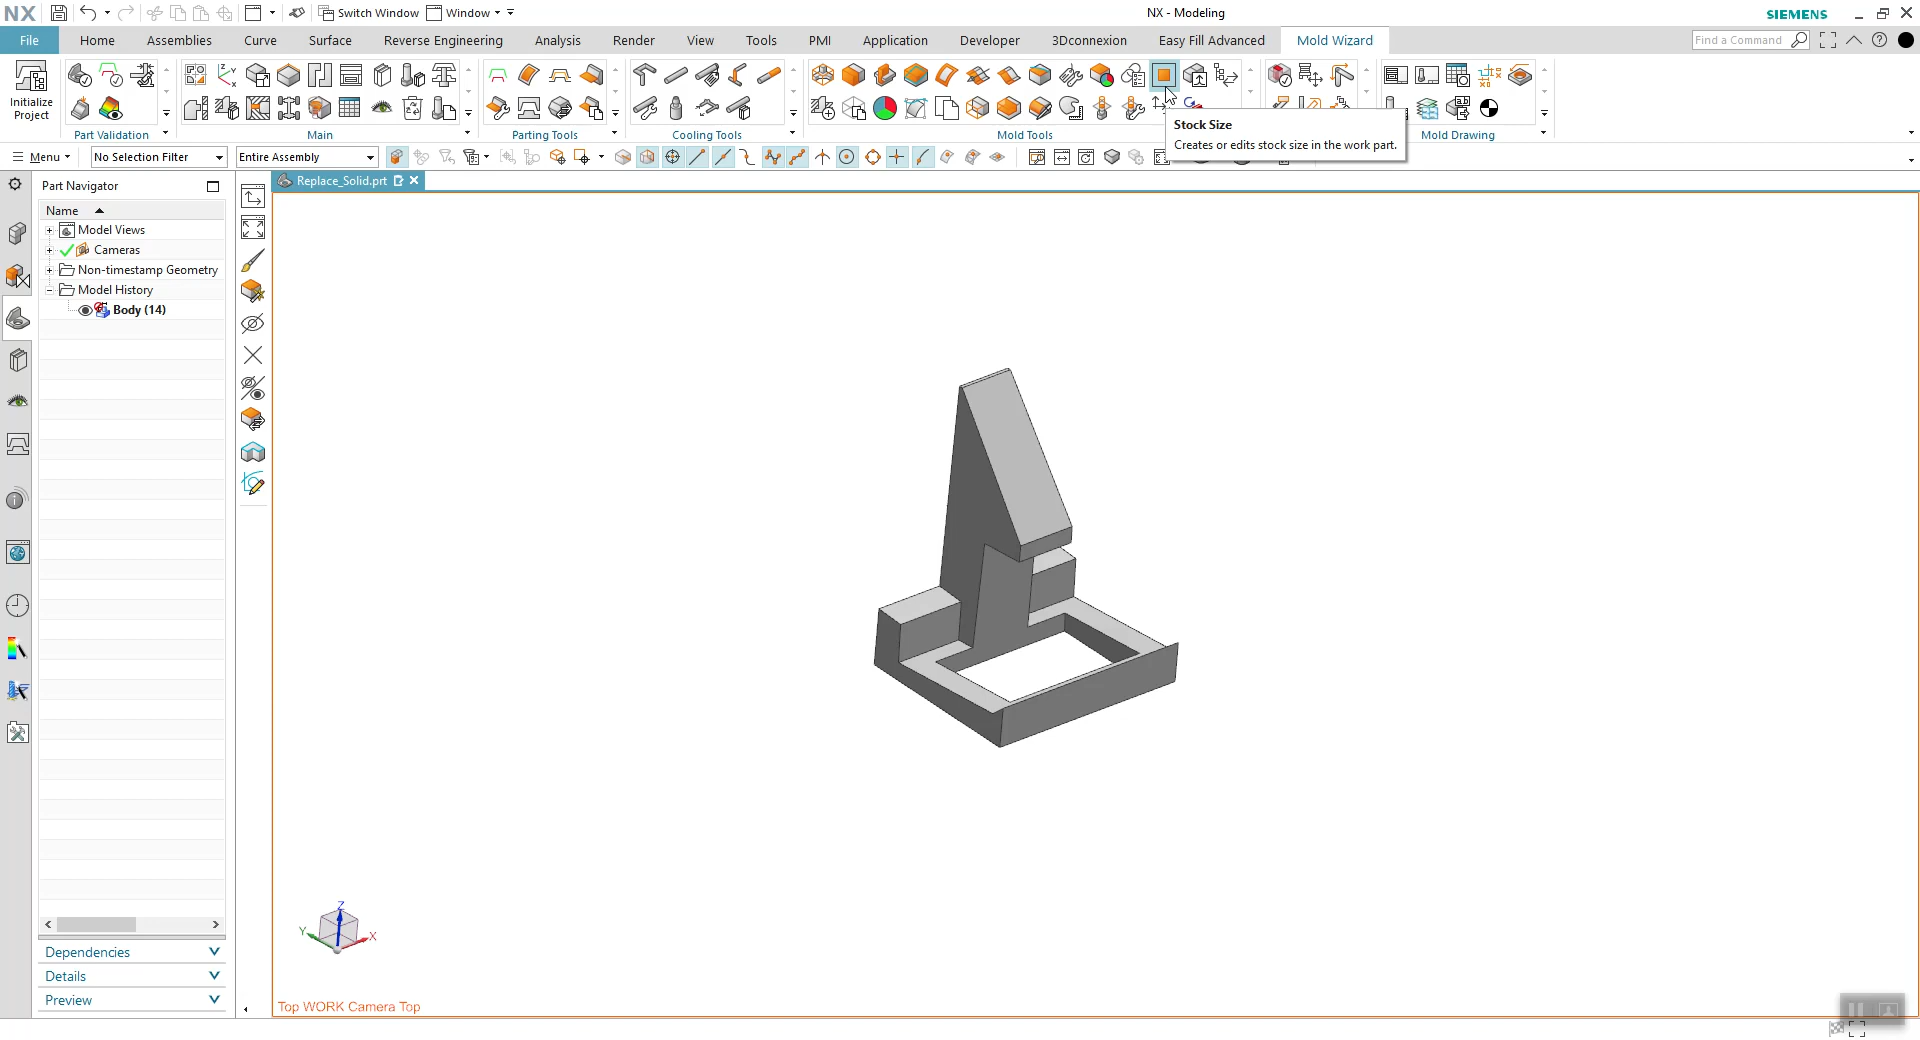 NX
Switch Window
Window
NX - Modeling
SIEMENS
File
Home
Assemblies
Curve
Surface
Reverse Engineering
Analysis
Render
View
Tools
PMI
Application
Developer
3Dconnexion
Easy Fill Advanced
Mold Wizard
Find a Command
Initialize
Project
Part Validation
Main
Parting Tools
Cooling Tools
Mold Tools
Mold Drawing
Stock Size
Creates or edits stock size in the work part.
Menu
No Selection Filter
Entire Assembly
Part Navigator
Replace_Solid.prt
Name
Model Views
Cameras
Non-timestamp Geometry
Model History
Body (14)
Z
Y
X
Dependencies
Details
Preview
Top WORK Camera Top